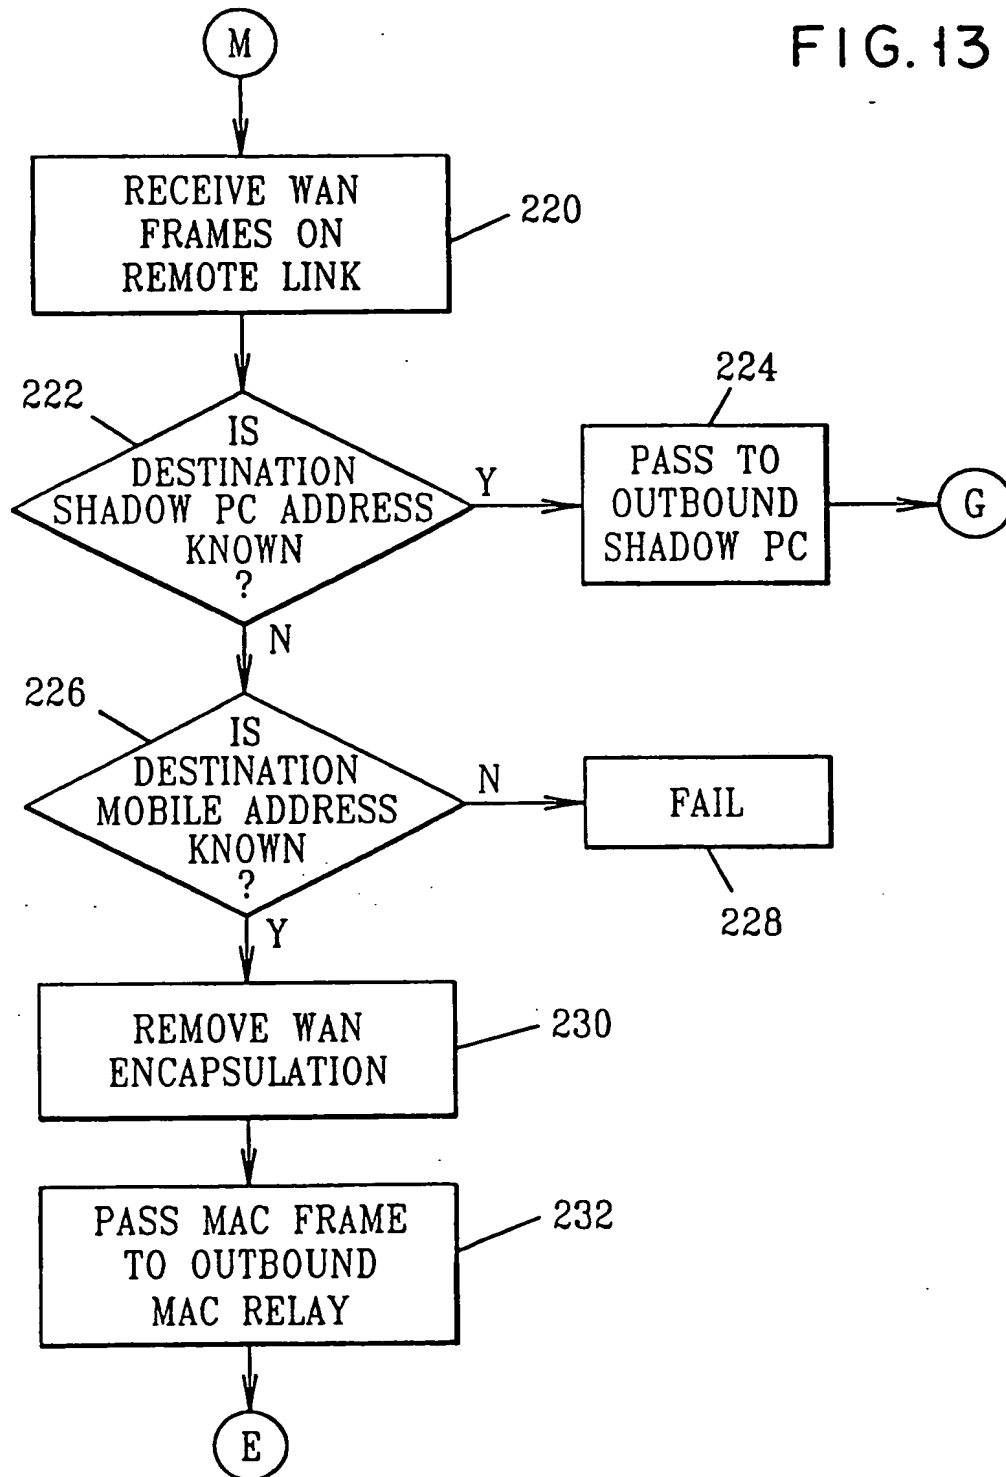 M
FIG. 13
RECEIVE WAN
FRAMES ON
REMOTE LINK
220
222
IS
DESTINATION
SHADOW PC ADDRESS
KNOWN
?
Y
224
PASS TO
OUTBOUND
SHADOW PC
G
N
226
IS
DESTINATION
MOBILE ADDRESS
KNOWN
?
N
FAIL
228
Y
REMOVE WAN
ENCAPSULATION
230
PASS MAC FRAME
TO OUTBOUND
MAC RELAY
232
E